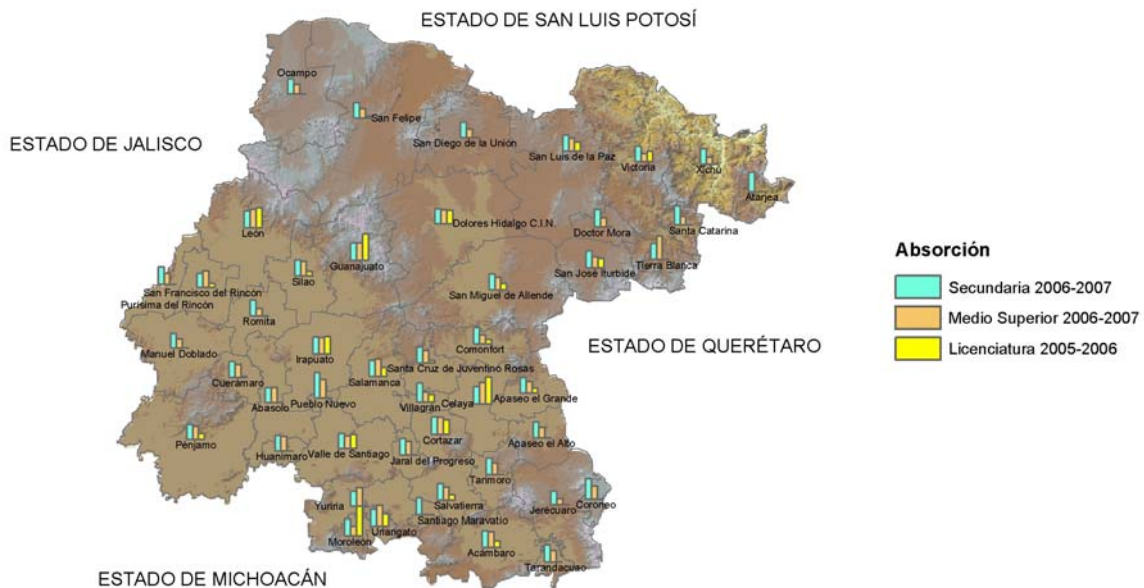 ESTADO DE SAN LUIS POTOSÍ
Ocampo
San Felipe
ESTADO DE JALISCO
San Diego de la Unión
San Luis de la Paz
Victoria
Xichú
Atarjea
León
Dolores Hidalgo C.I.N.
Doctor Mora
Santa Catarina
Guanajuato
Silao
San José Iturbide
Tierra Blanca
San Francisco del Rincón
Purísima del Rincón
San Miguel de Allende
Romita
Manuel Doblado
Irapuato
Comonfort
ESTADO DE QUERÉTARO
Cuerámaro
Salamanca
Santa Cruz de Juventino Rosas
Abasolo
Pueblo Nuevo
Villagrán
Celaya
Apaseo el Grande
Pénjamo
Huanímaro
Valle de Santiago
Cortazar
Jaral del Progreso
Apaseo el Alto
Tarimoro
Yuriria
Salvatierra
Santiago Maravatío
Jerécuaro
Coroneo
Moroleón
Uriangato
Acámbaro
Tarandacuao
ESTADO DE MICHOACÁN
Absorción
Secundaria 2006-2007
Medio Superior 2006-2007
Licenciatura 2005-2006